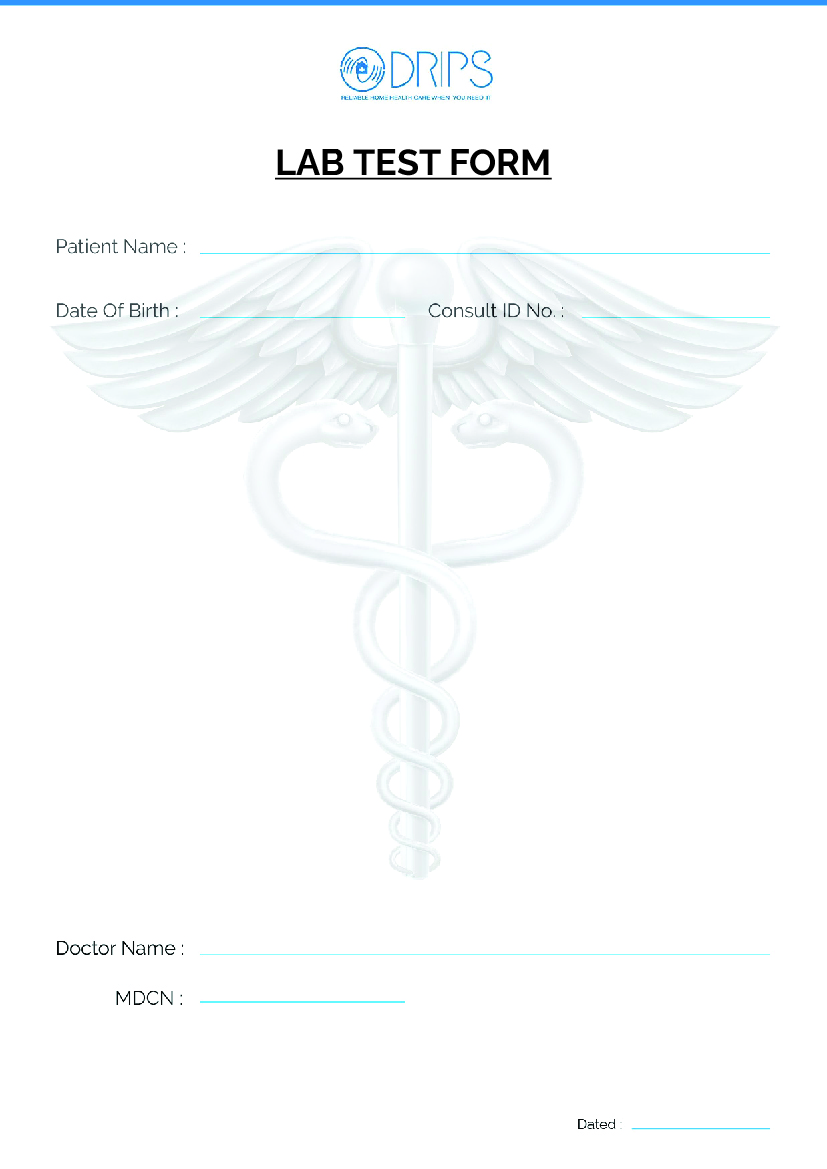 DRIPS
RELIABLE HOME HEALTH CARE WHEN YOU NEED IT
LAB TEST FORM
Patient Name :
Date Of Birth : Consult ID No. :
Doctor Name :
MDCN :
Dated :